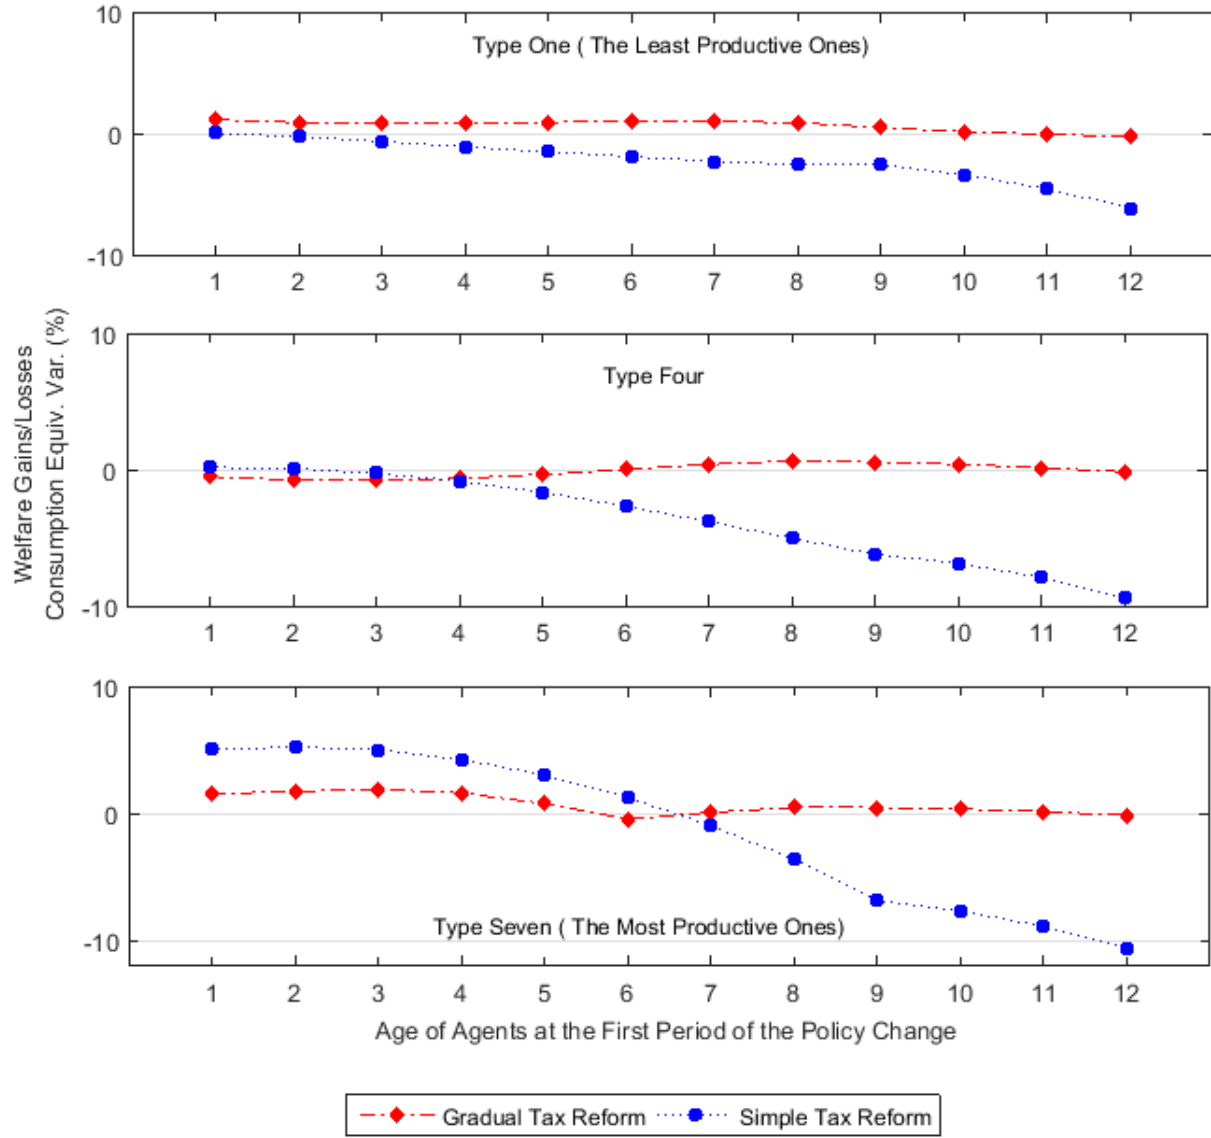 10
Type One ( The Least Productive Ones)
0
-10
1 2 3 4 5 6 7 8 9 10 11 12
Welfare Gains/Losses
Consumption Equiv. Var. (%)
10
Type Four
0
-10
1 2 3 4 5 6 7 8 9 10 11 12
10
0
Type Seven ( The Most Productive Ones)
-10
1 2 3 4 5 6 7 8 9 10 11 12
Age of Agents at the First Period of the Policy Change
Gradual Tax Reform Simple Tax Reform